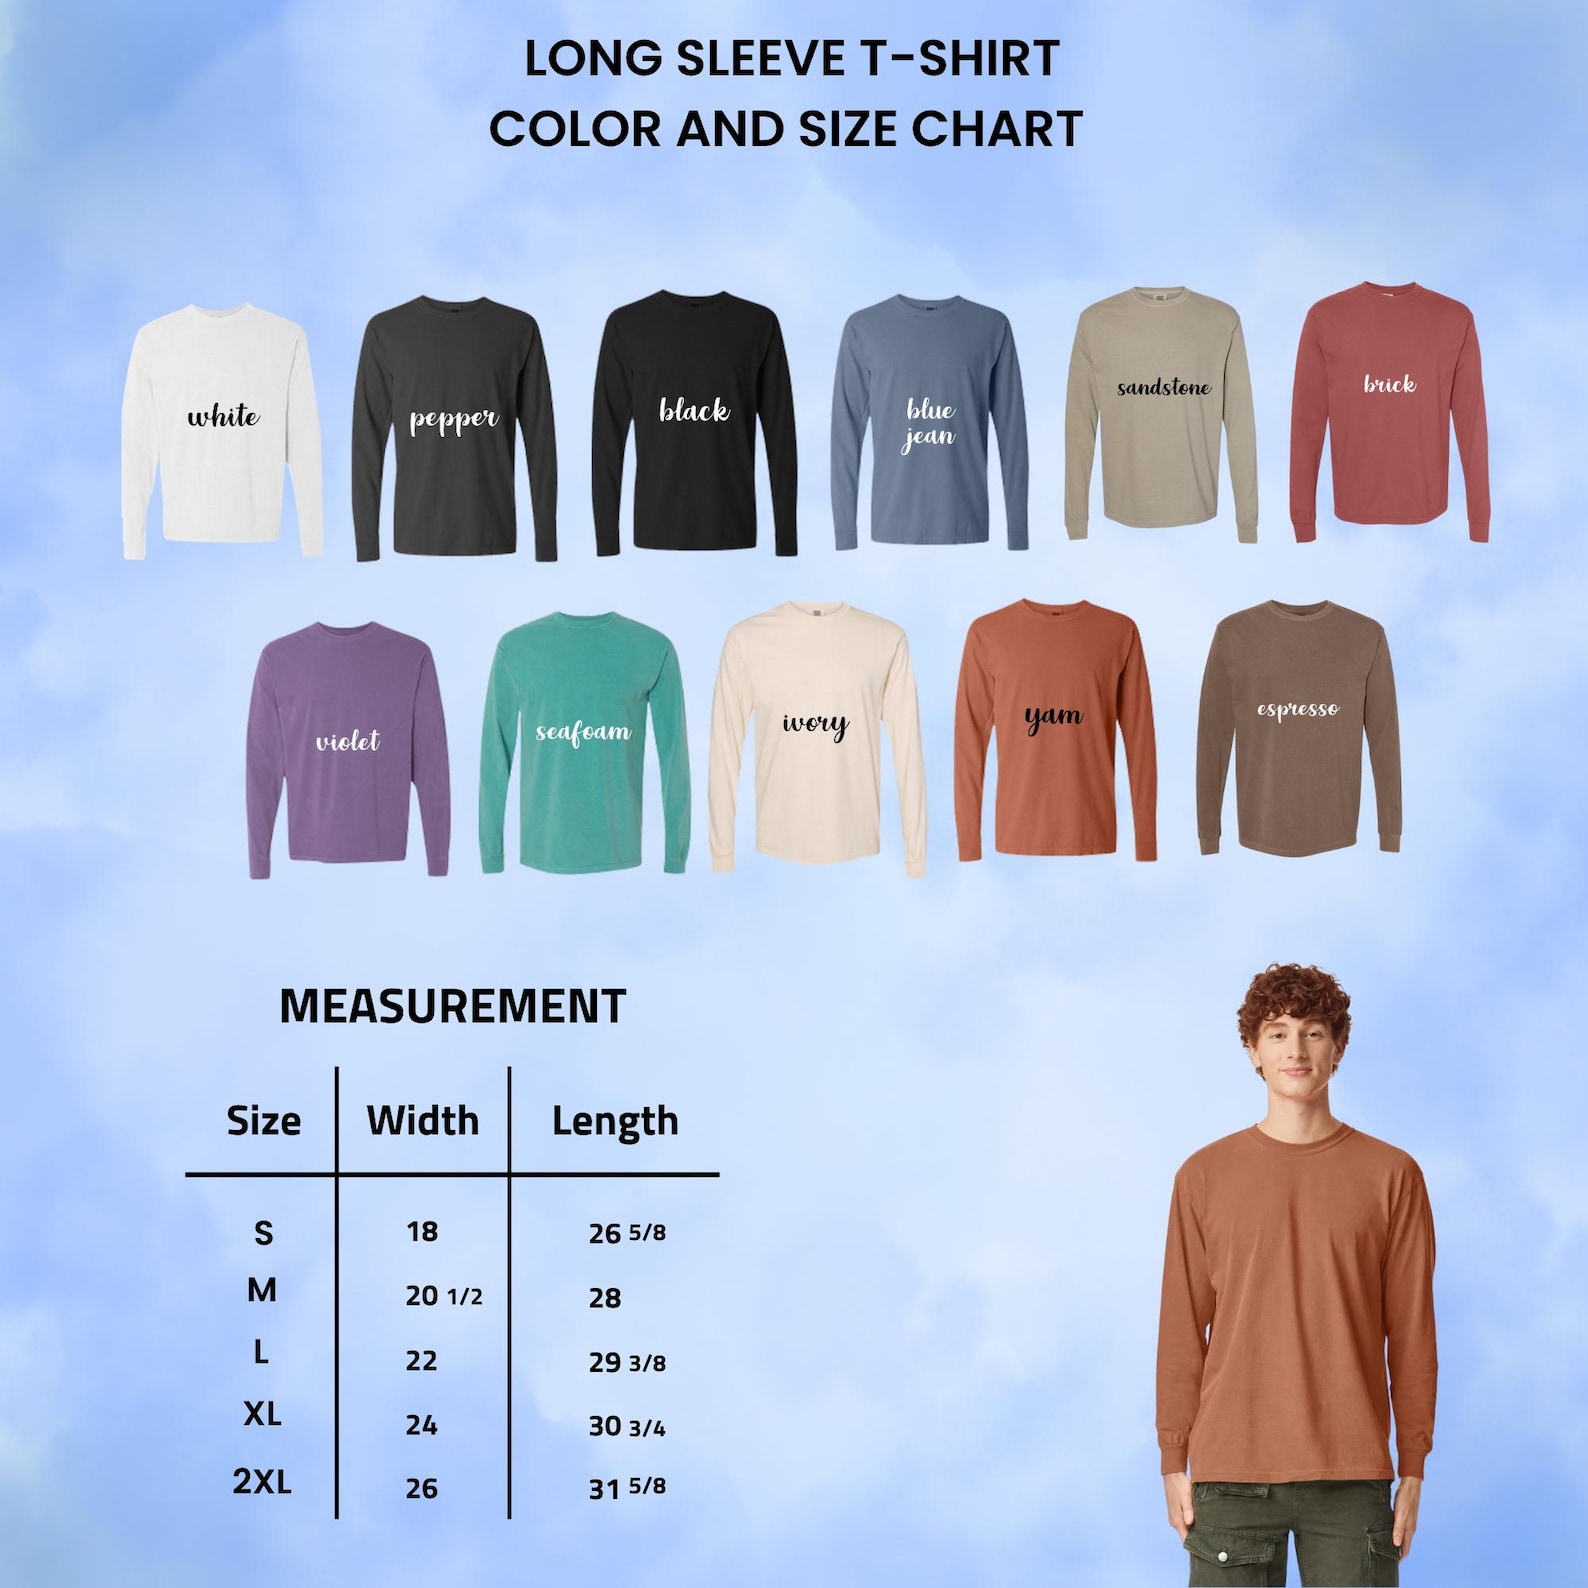 LONG SLEEVE T-SHIRT
COLOR AND SIZE CHART
white
pepper
black
blue
jean
sandstone
brick
violet
seafoam
ivory
yam
espresso
MEASUREMENT
Size Width Length
S 18 26 5/8
M 20 1/2 28
L 22 29 3/8
XL 24 30 3/4
2XL 26 31 5/8